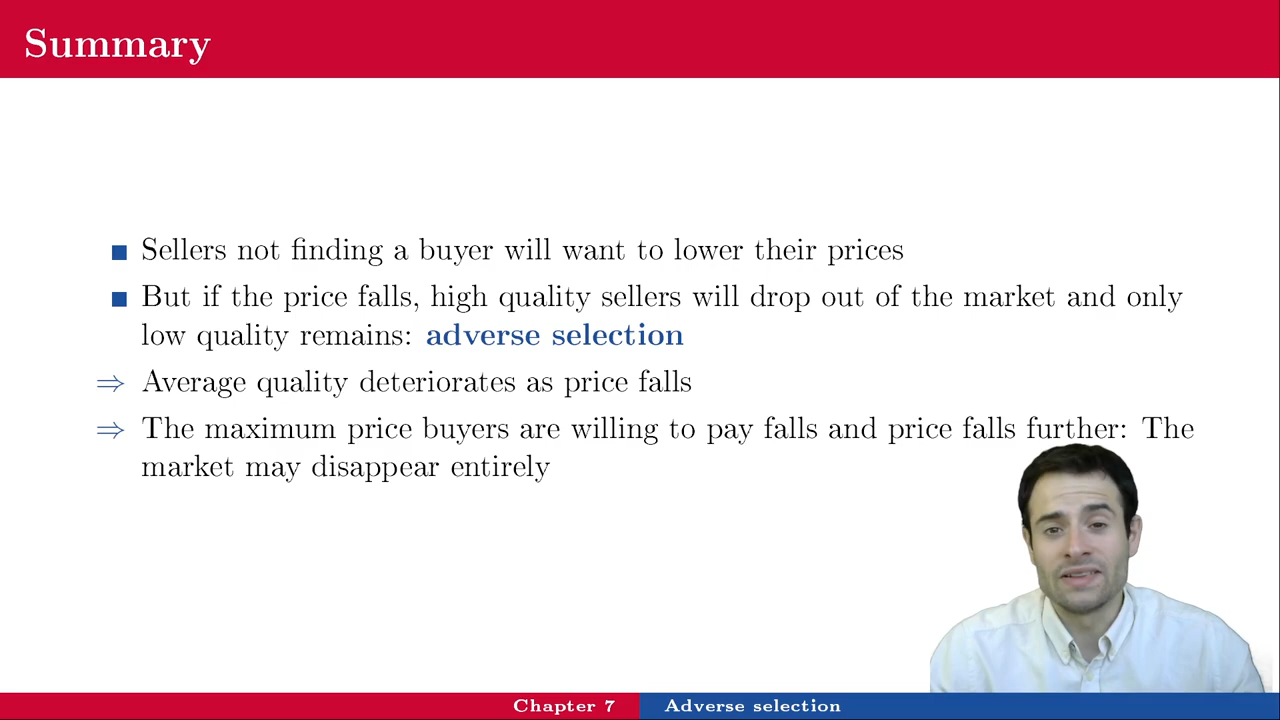 Summary
■ Sellers not finding a buyer will want to lower their prices
■ But if the price falls, high quality sellers will drop out of the market and only
low quality remains: adverse selection
⇒ Average quality deteriorates as price falls
⇒ The maximum price buyers are willing to pay falls and price falls further: The
market may disappear entirely
Chapter 7 Adverse selection